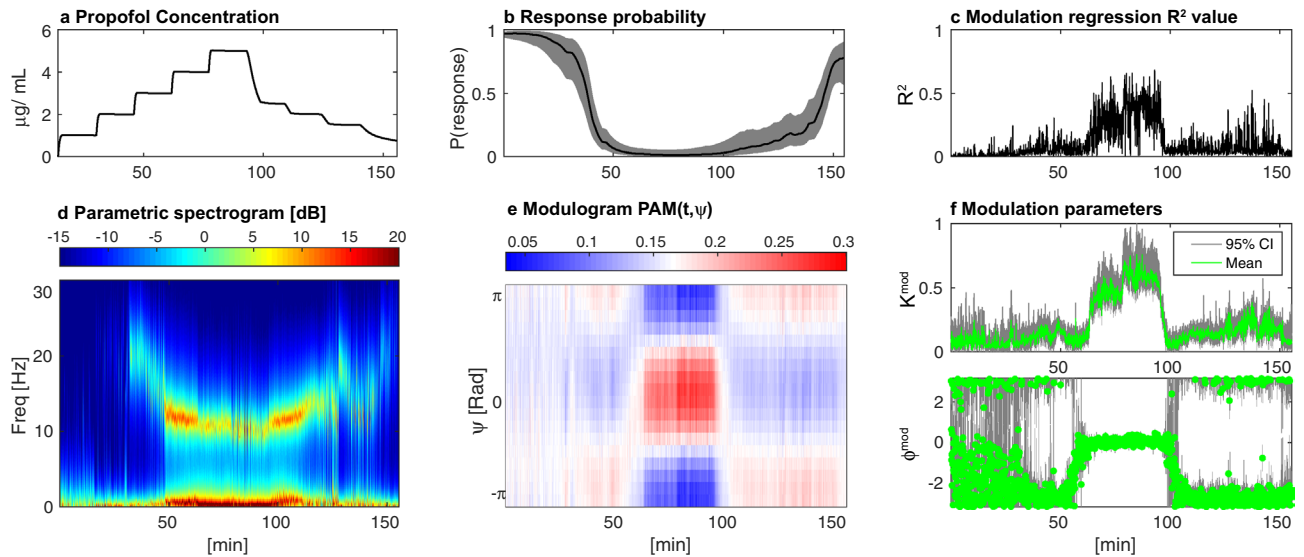 a Propofol Concentration
6
4
2
0
μg/ mL
50
100
150
b Response probability
1
0.5
0
P(response)
50
100
150
c Modulation regression R² value
1
0.5
0
R²
50
100
150
d Parametric spectrogram [dB]
-15 -10 -5 0 5 10 15 20
30
20
10
0
Freq [Hz]
50
100
150
[min]
e Modulogram PAM(t,ψ)
0.05 0.1 0.15 0.2 0.25 0.3
π
0
-π
ψ [Rad]
50
100
150
[min]
f Modulation parameters
1
0.5
0
K^mod
95% CI
Mean
50
100
150
2
0
-2
ϕ^mod
50
100
150
[min]